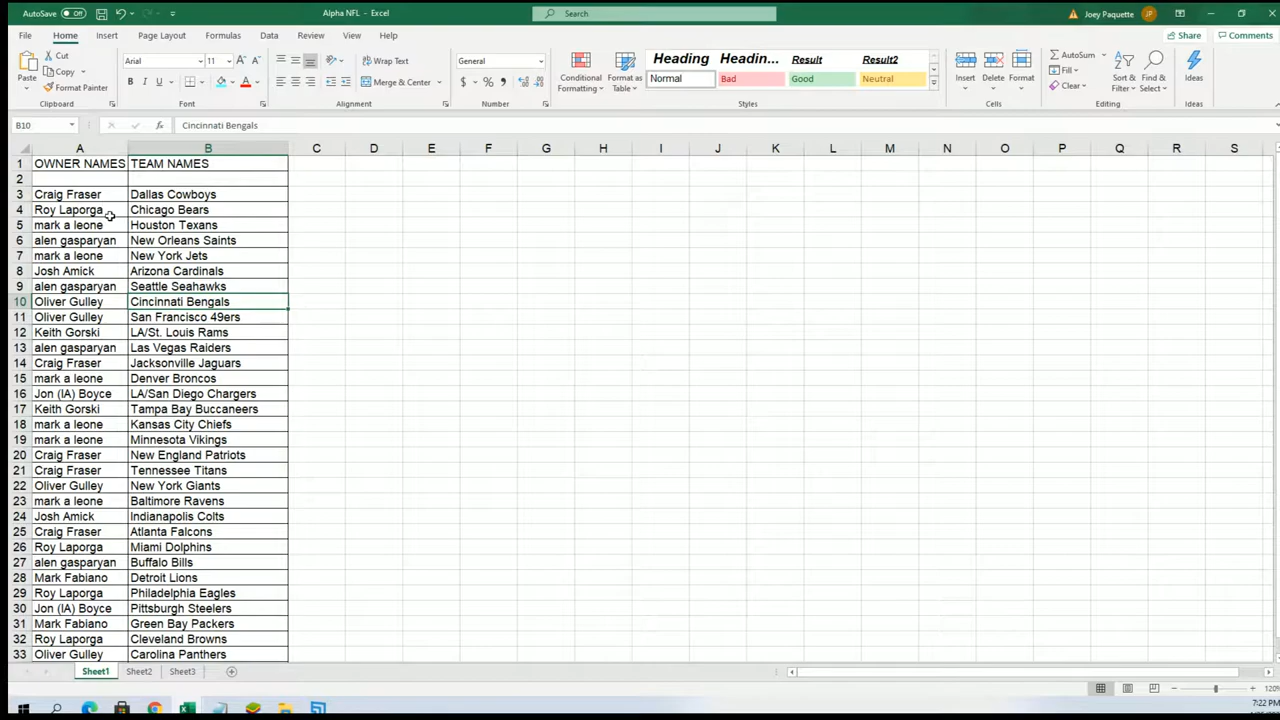 AutoSave Off Alpha NFL - Excel Search Joey Paquette JP
File Home Insert Page Layout Formulas Data Review View Help Share Comments
Paste Cut Copy Format Painter Clipboard
Arial 11 B I U Font
Wrap Text Merge & Center Alignment
General $ % Number
Conditional Formatting Format as Table
Heading Headin... Result Result2
Normal Bad Good Neutral Styles
Insert Delete Format Cells
AutoSum Fill Clear Sort & Filter Find & Select Editing
Ideas Ideas
B10 fx Cincinnati Bengals
A B C D E F G H I J K L M N O P Q R S
1 OWNER NAMES TEAM NAMES
2
3 Craig Fraser Dallas Cowboys
4 Roy Laporga Chicago Bears
5 mark a leone Houston Texans
6 alen gasparyan New Orleans Saints
7 mark a leone New York Jets
8 Josh Amick Arizona Cardinals
9 alen gasparyan Seattle Seahawks
10 Oliver Gulley Cincinnati Bengals
11 Oliver Gulley San Francisco 49ers
12 Keith Gorski LA/St. Louis Rams
13 alen gasparyan Las Vegas Raiders
14 Craig Fraser Jacksonville Jaguars
15 mark a leone Denver Broncos
16 Jon (IA) Boyce LA/San Diego Chargers
17 Keith Gorski Tampa Bay Buccaneers
18 mark a leone Kansas City Chiefs
19 mark a leone Minnesota Vikings
20 Craig Fraser New England Patriots
21 Craig Fraser Tennessee Titans
22 Oliver Gulley New York Giants
23 mark a leone Baltimore Ravens
24 Josh Amick Indianapolis Colts
25 Craig Fraser Atlanta Falcons
26 Roy Laporga Miami Dolphins
27 alen gasparyan Buffalo Bills
28 Mark Fabiano Detroit Lions
29 Roy Laporga Philadelphia Eagles
30 Jon (IA) Boyce Pittsburgh Steelers
31 Mark Fabiano Green Bay Packers
32 Roy Laporga Cleveland Browns
33 Oliver Gulley Carolina Panthers
Sheet1 Sheet2 Sheet3
120%
7:22 PM